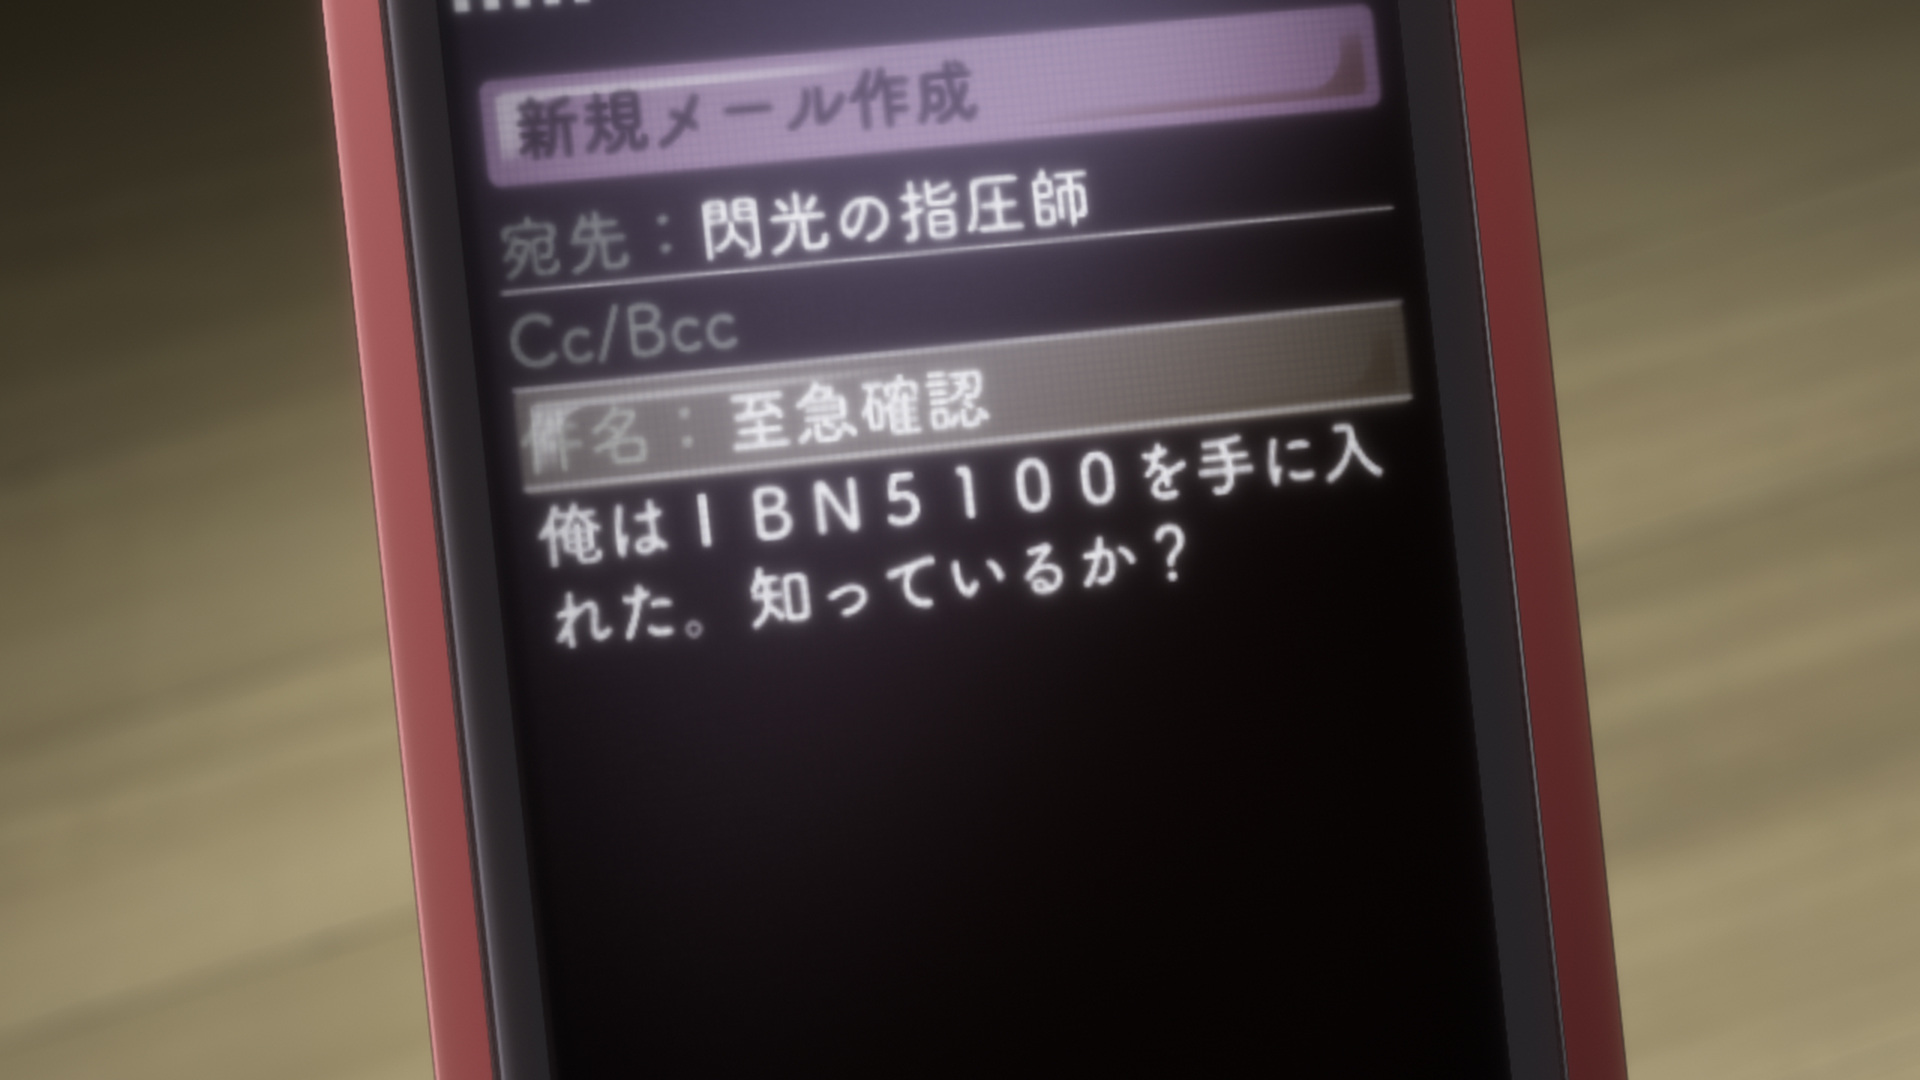 新規メール作成
宛先：閃光の指圧師
Cc/Bcc
件名：至急確認
俺はＩＢＮ５１００を手に入
れた。知っているか？